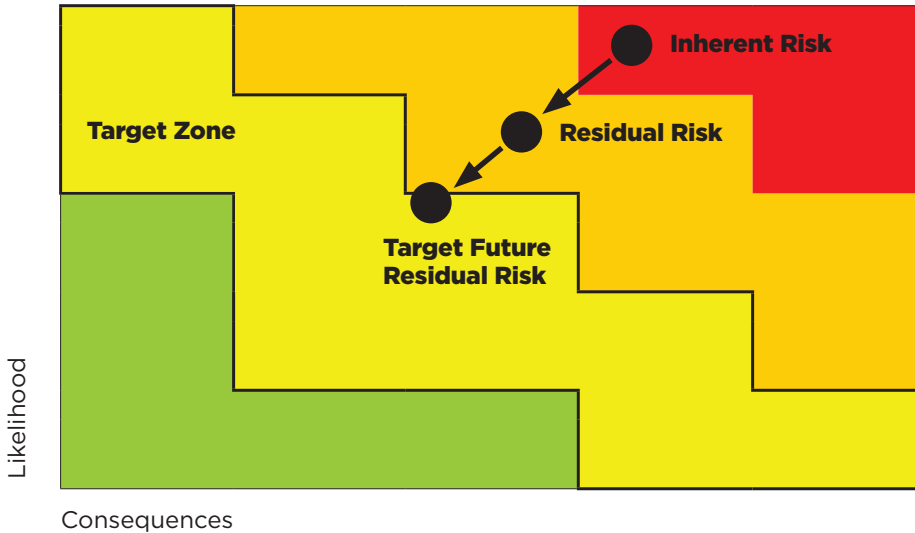 Inherent Risk
Target Zone
Residual Risk
Target Future
Residual Risk
Likelihood
Consequences